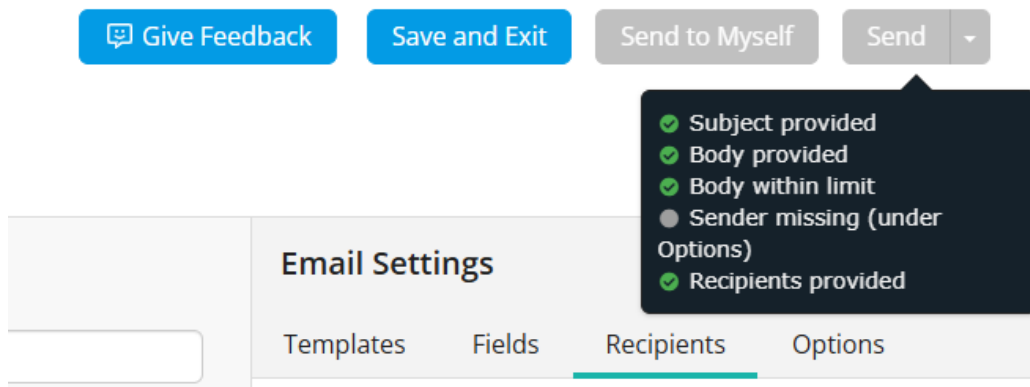 Give Feedback
Save and Exit
Send to Myself
Send
Subject provided
Body provided
Body within limit
Sender missing (under
Options)
Recipients provided
Email Settings
Templates
Fields
Recipients
Options